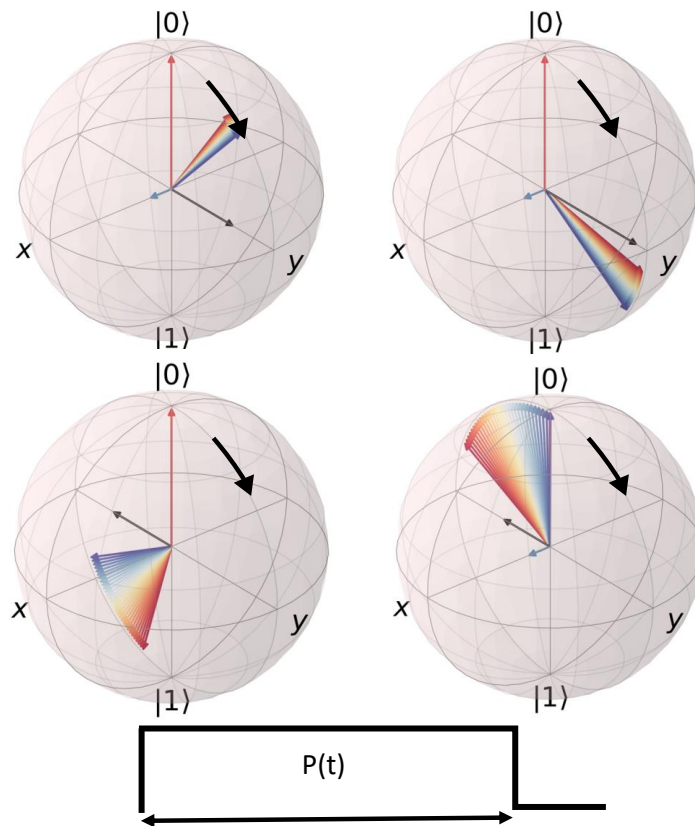 |0⟩ |0⟩
x y x y
|1⟩ |1⟩
|0⟩ |0⟩
x y x y
|1⟩ |1⟩
P(t)